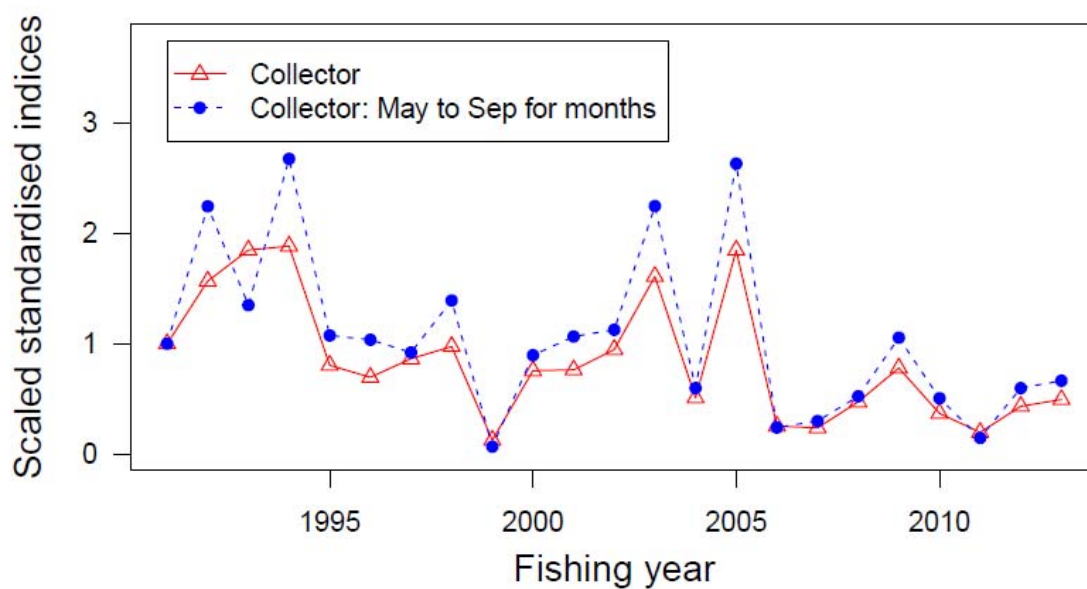 Collector
Collector: May to Sep for months
Scaled standardised indices
3
2
1
0
1995 2000 2005 2010
Fishing year